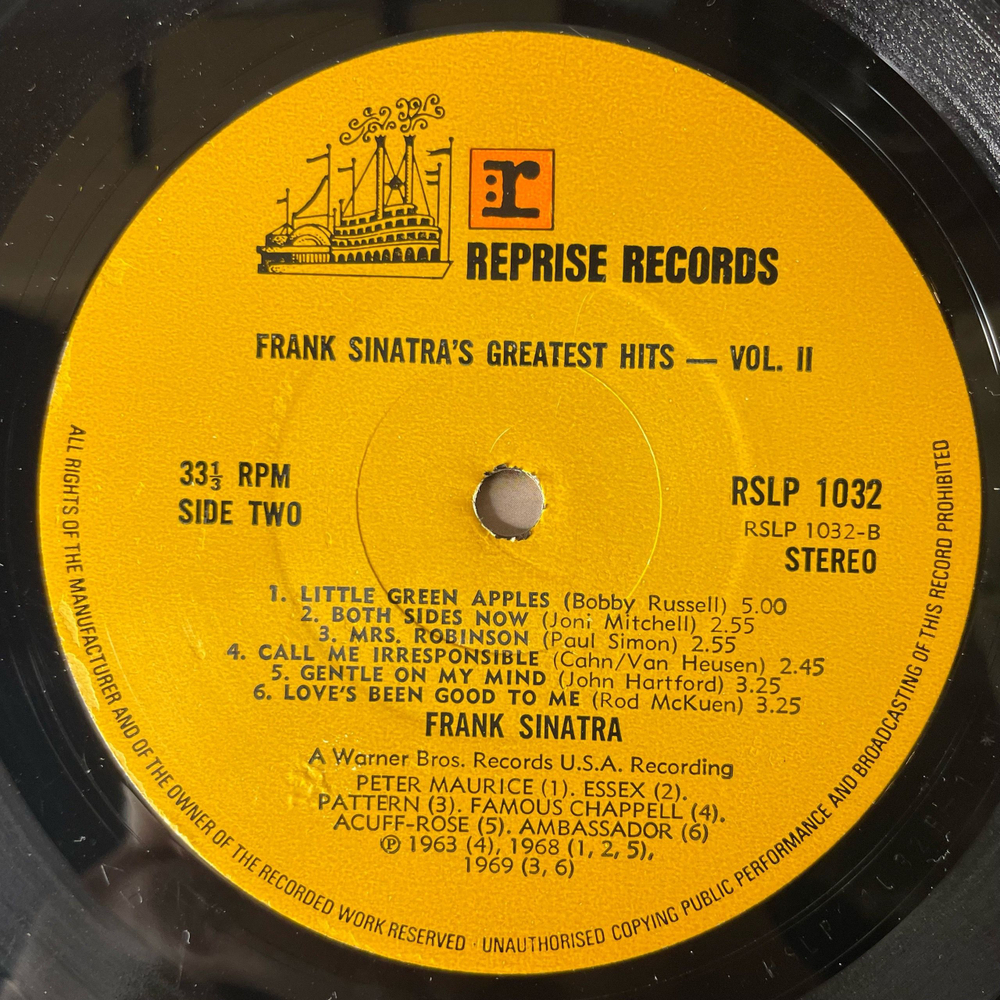 r
REPRISE RECORDS
FRANK SINATRA'S GREATEST HITS — VOL. II
33⅓ RPM
SIDE TWO
RSLP 1032
RSLP 1032-B
STEREO
1. LITTLE GREEN APPLES (Bobby Russell) 5.00
2. BOTH SIDES NOW (Joni Mitchell) 2.55
3. MRS. ROBINSON (Paul Simon) 2.55
4. CALL ME IRRESPONSIBLE (Cahn/Van Heusen) 2.45
5. GENTLE ON MY MIND (John Hartford) 3.25
6. LOVE'S BEEN GOOD TO ME (Rod McKuen) 3.25
FRANK SINATRA
A Warner Bros. Records U.S.A. Recording
PETER MAURICE (1). ESSEX (2).
PATTERN (3). FAMOUS CHAPPELL (4).
ACUFF-ROSE (5). AMBASSADOR (6)
℗ 1963 (4), 1968 (1, 2, 5),
1969 (3, 6)
ALL RIGHTS OF THE MANUFACTURER AND OF THE OWNER OF THE RECORDED WORK RESERVED · UNAUTHORISED COPYING PUBLIC PERFORMANCE AND BROADCASTING OF THIS RECORD PROHIBITED